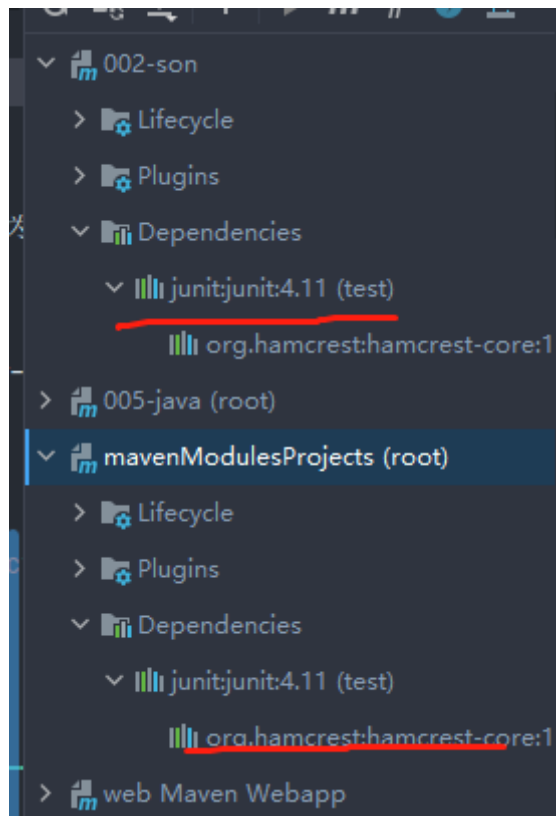 002-son
Lifecycle
Plugins
Dependencies
junit:junit:4.11 (test)
org.hamcrest:hamcrest-core:1
005-java (root)
mavenModulesProjects (root)
Lifecycle
Plugins
Dependencies
junit:junit:4.11 (test)
org.hamcrest:hamcrest-core:1
web Maven Webapp